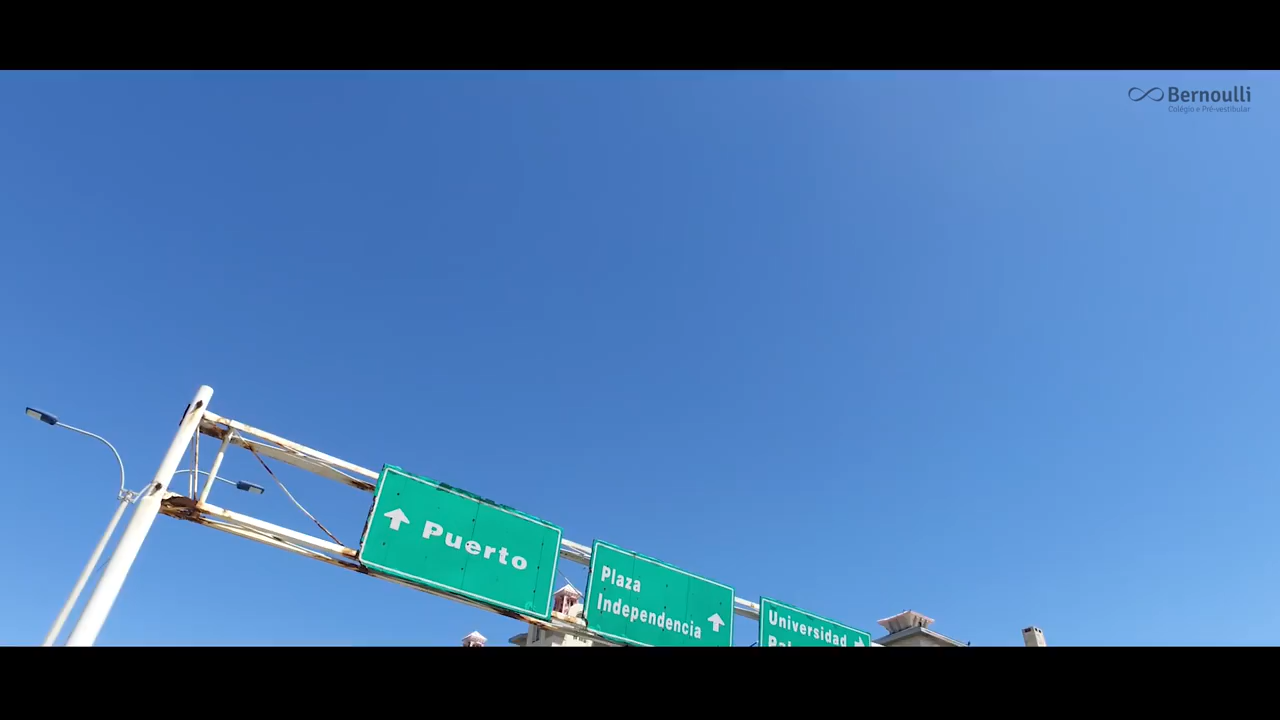 Bernoulli
Colégio e Pré-vestibular
Puerto
Plaza
Independencia
Universidad